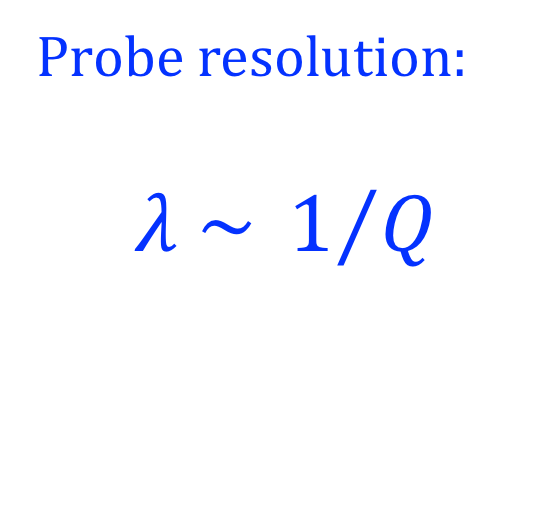 Probe resolution:
λ ~ 1/Q